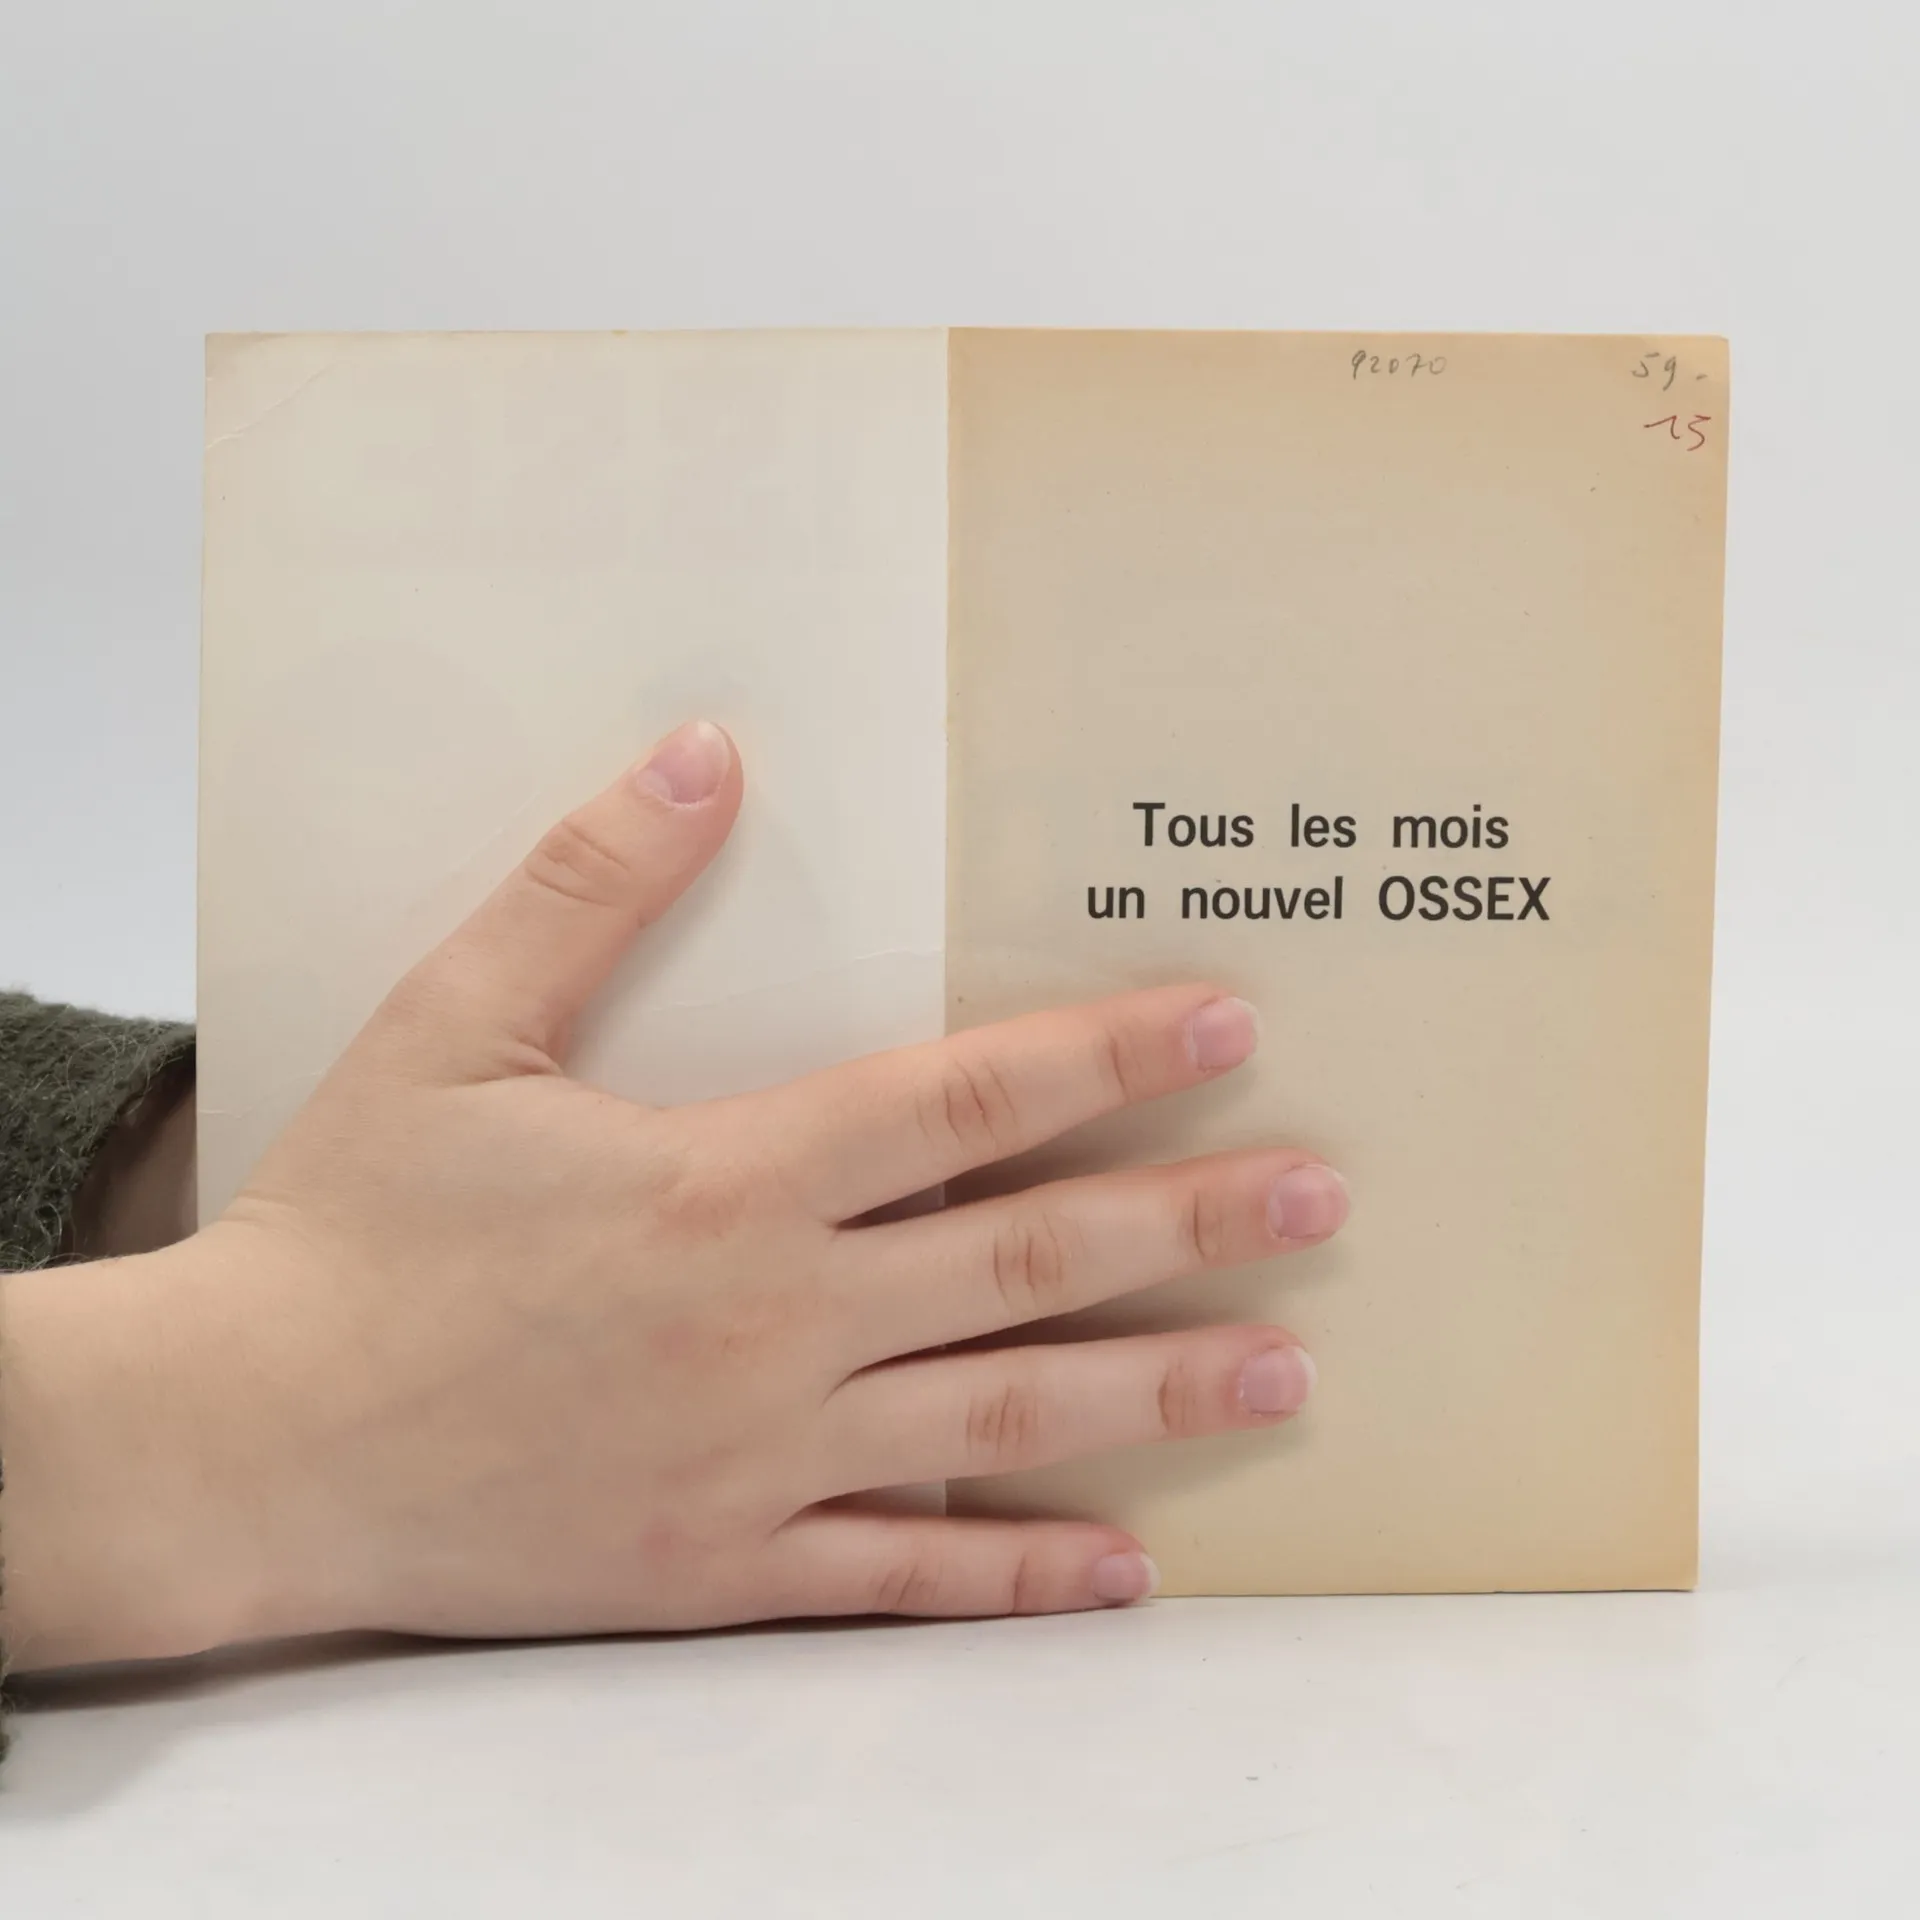 92070 59.-
15
Tous les mois
un nouvel OSSEX